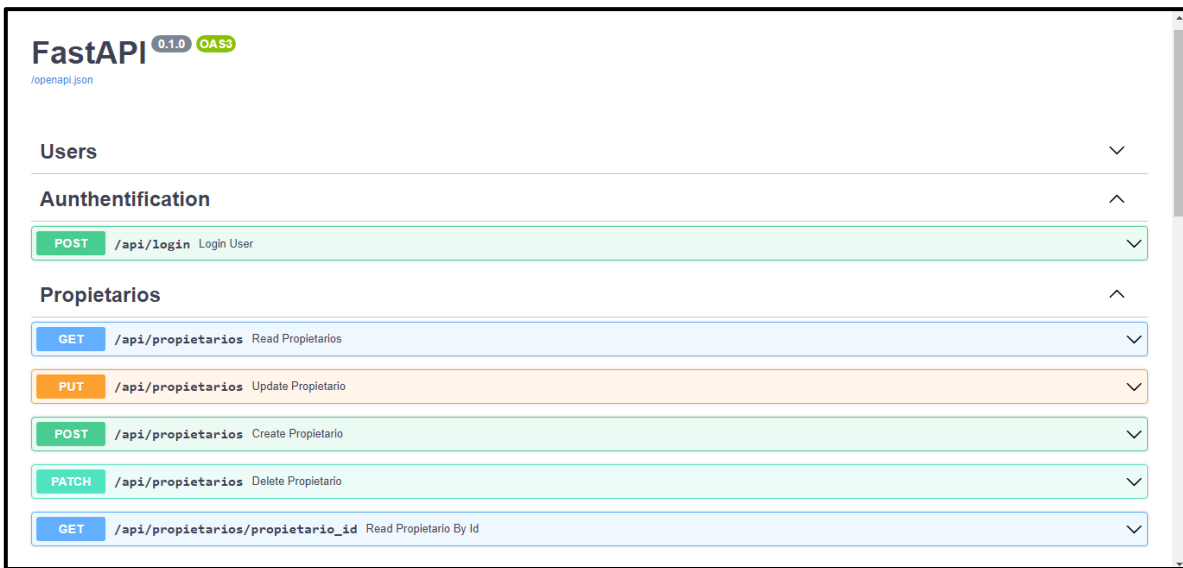 FastAPI 0.1.0 OAS3
/openapi.json
Users
Aunthentification
POST /api/login Login User
Propietarios
GET /api/propietarios Read Propietarios
PUT /api/propietarios Update Propietario
POST /api/propietarios Create Propietario
PATCH /api/propietarios Delete Propietario
GET /api/propietarios/propietario_id Read Propietario By Id